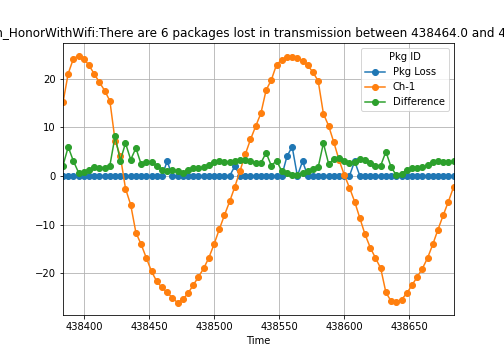 n_HonorWithWifi:There are 6 packages lost in transmission between 438464.0 and 4
Pkg ID
Pkg Loss
Ch-1
Difference
20
10
0
−10
−20
438400 438450 438500 438550 438600 438650
Time